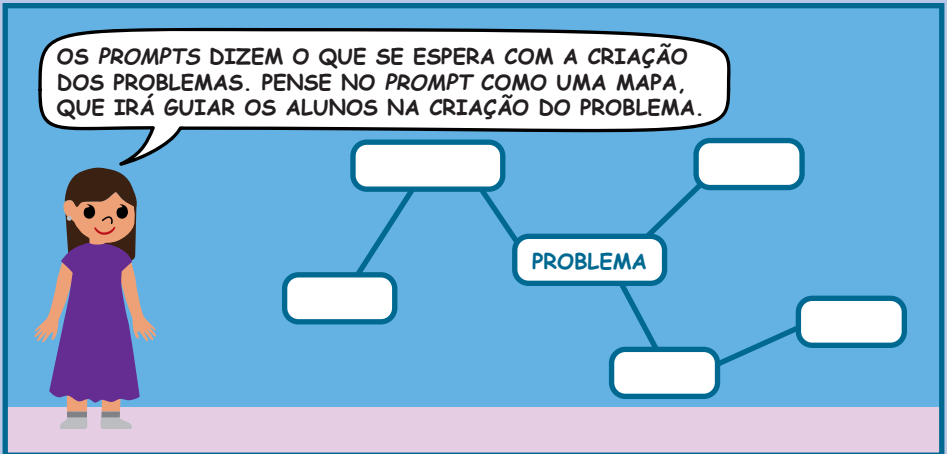 OS PROMPTS DIZEM O QUE SE ESPERA COM A CRIAÇÃO
DOS PROBLEMAS. PENSE NO PROMPT COMO UMA MAPA,
QUE IRÁ GUIAR OS ALUNOS NA CRIAÇÃO DO PROBLEMA.
PROBLEMA